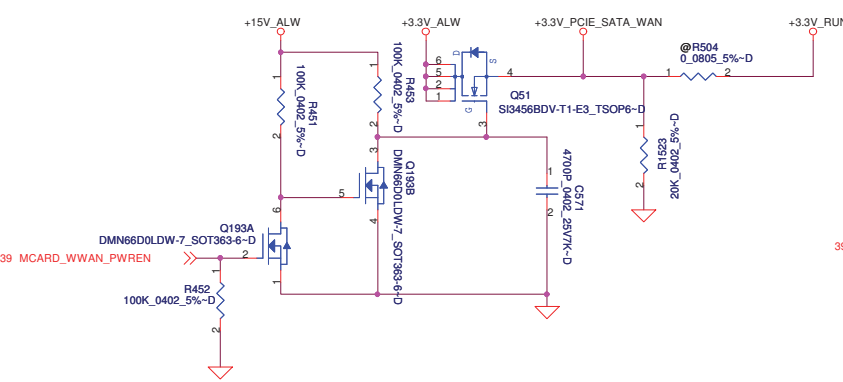 +15V_ALW
+3.3V_ALW
+3.3V_PCIE_SATA_WAN
+3.3V_RUN
@R504
0_0805_5%~D
1
2
D
S
G
6
5
2
1
4
3
Q51
SI3456BDV-T1-E3_TSOP6~D
1
2
R451
100K_0402_5%~D
1
2
R453
100K_0402_5%~D
1
2
R1523
20K_0402_5%~D
1
2
C571
4700P_0402_25V7K~D
3
5
4
Q193B
DMN66D0LDW-7_SOT363-6~D
6
Q193A
DMN66D0LDW-7_SOT363-6~D
2
1
39 MCARD_WWAN_PWREN
1
R452
100K_0402_5%~D
2
39